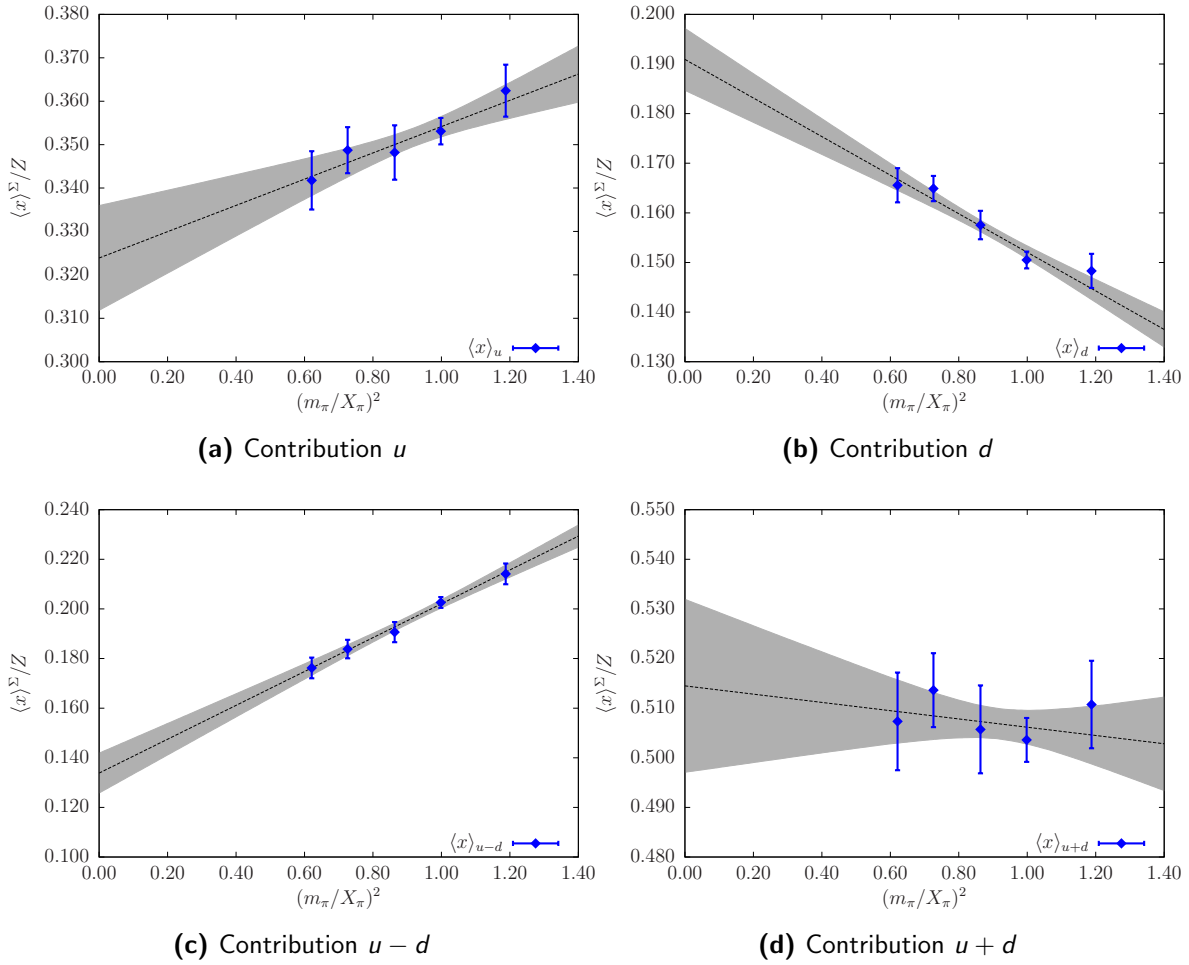 0.380
0.370
0.360
0.350
0.340
0.330
0.320
0.310
0.300
0.00 0.20 0.40 0.60 0.80 1.00 1.20 1.40
⟨x⟩^Σ/Z
(m_π/X_π)^2
⟨x⟩_u
(a) Contribution u
0.200
0.190
0.180
0.170
0.160
0.150
0.140
0.130
0.00 0.20 0.40 0.60 0.80 1.00 1.20 1.40
⟨x⟩^Σ/Z
(m_π/X_π)^2
⟨x⟩_d
(b) Contribution d
0.240
0.220
0.200
0.180
0.160
0.140
0.120
0.100
0.00 0.20 0.40 0.60 0.80 1.00 1.20 1.40
⟨x⟩^Σ/Z
(m_π/X_π)^2
⟨x⟩_{u−d}
(c) Contribution u − d
0.550
0.540
0.530
0.520
0.510
0.500
0.490
0.480
0.00 0.20 0.40 0.60 0.80 1.00 1.20 1.40
⟨x⟩^Σ/Z
(m_π/X_π)^2
⟨x⟩_{u+d}
(d) Contribution u + d